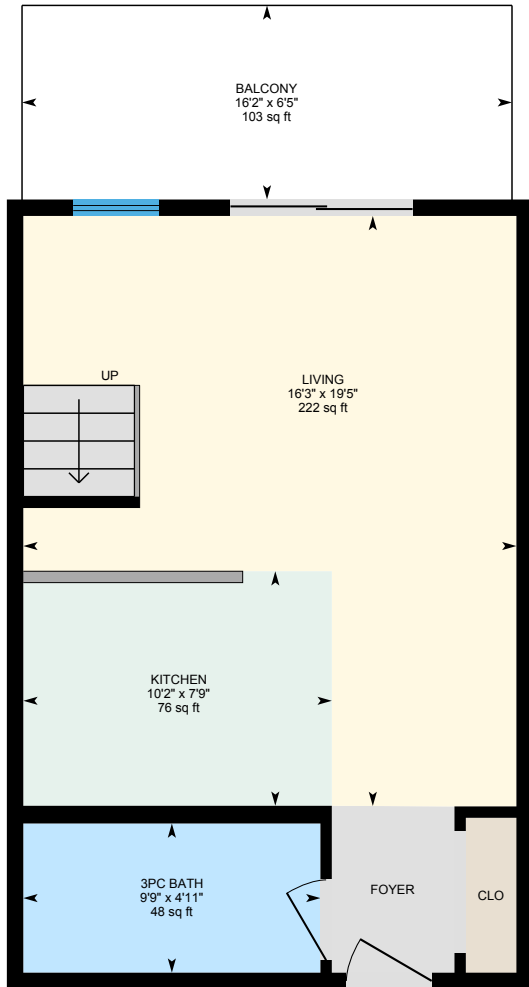 BALCONY
16'2" x 6'5"
103 sq ft
UP
LIVING
16'3" x 19'5"
222 sq ft
KITCHEN
10'2" x 7'9"
76 sq ft
3PC BATH
9'9" x 4'11"
48 sq ft
FOYER
CLO